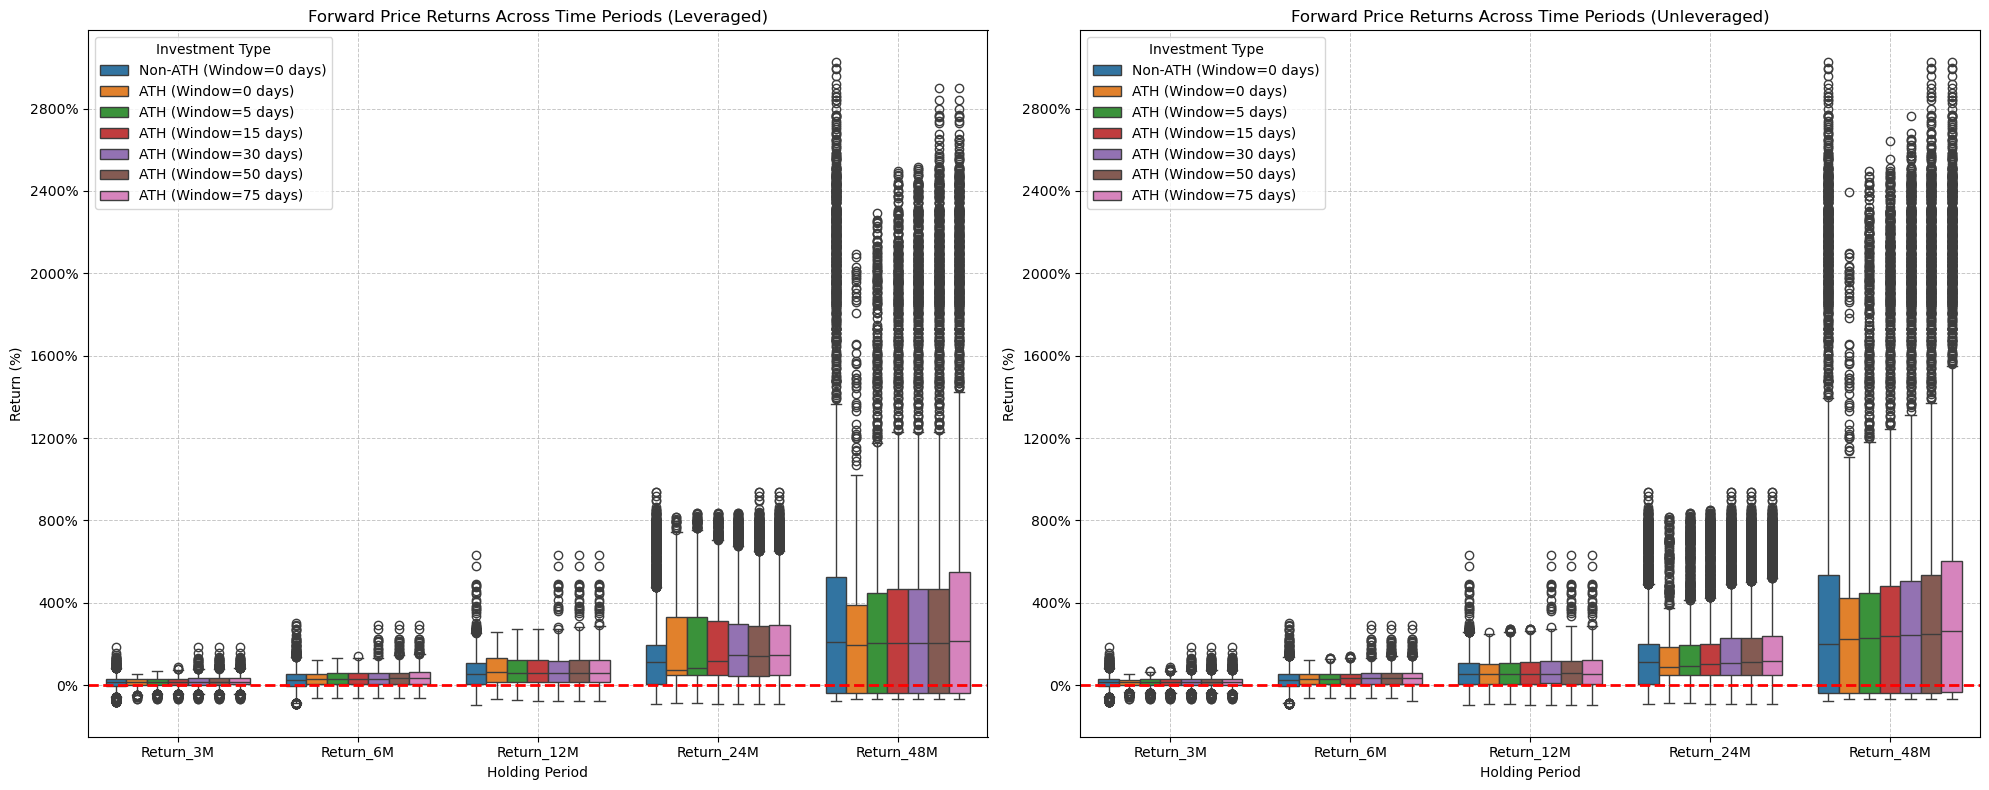 Forward Price Returns Across Time Periods (Leveraged)
Investment Type
Non-ATH (Window=0 days)
ATH (Window=0 days)
ATH (Window=5 days)
ATH (Window=15 days)
ATH (Window=30 days)
ATH (Window=50 days)
ATH (Window=75 days)
Return (%)
2800%
2400%
2000%
1600%
1200%
800%
400%
0%
Return_3M
Return_6M
Return_12M
Return_24M
Return_48M
Holding Period
Forward Price Returns Across Time Periods (Unleveraged)
Investment Type
Non-ATH (Window=0 days)
ATH (Window=0 days)
ATH (Window=5 days)
ATH (Window=15 days)
ATH (Window=30 days)
ATH (Window=50 days)
ATH (Window=75 days)
Return (%)
2800%
2400%
2000%
1600%
1200%
800%
400%
0%
Return_3M
Return_6M
Return_12M
Return_24M
Return_48M
Holding Period